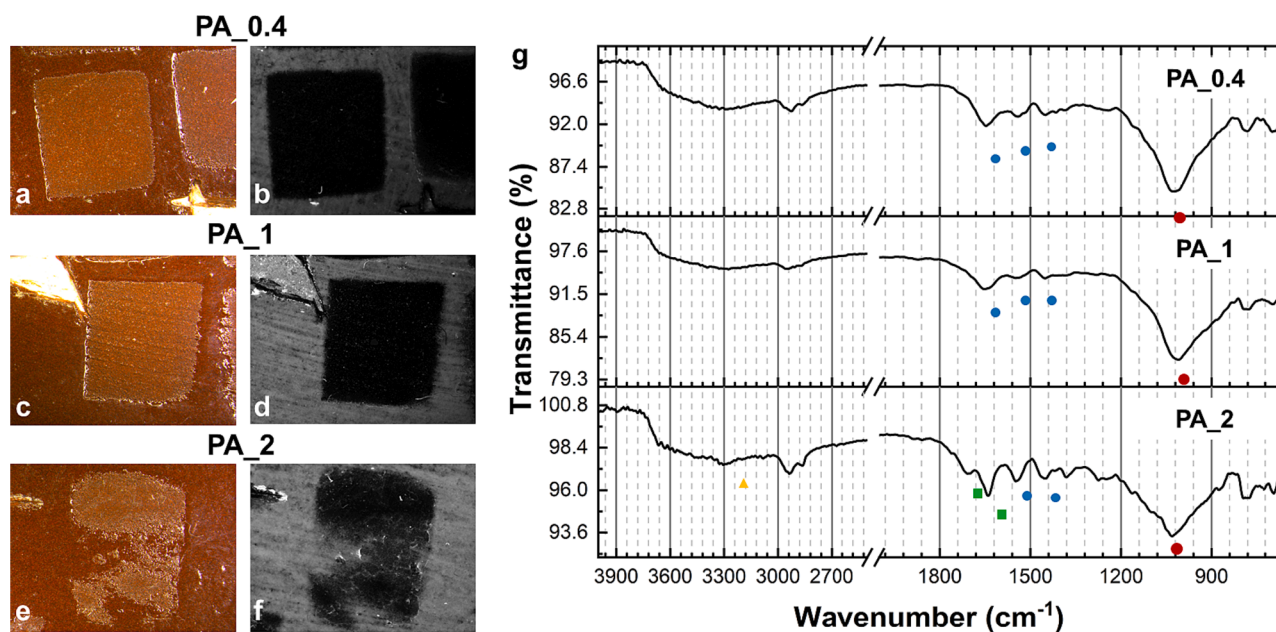 PA_0.4
a
b
PA_1
c
d
PA_2
e
f
g
Transmittance (%)
PA_0.4
96.6
92.0
87.4
82.8
PA_1
97.6
91.5
85.4
79.3
PA_2
100.8
98.4
96.0
93.6
3900 3600 3300 3000 2700 1800 1500 1200 900
Wavenumber (cm⁻¹)